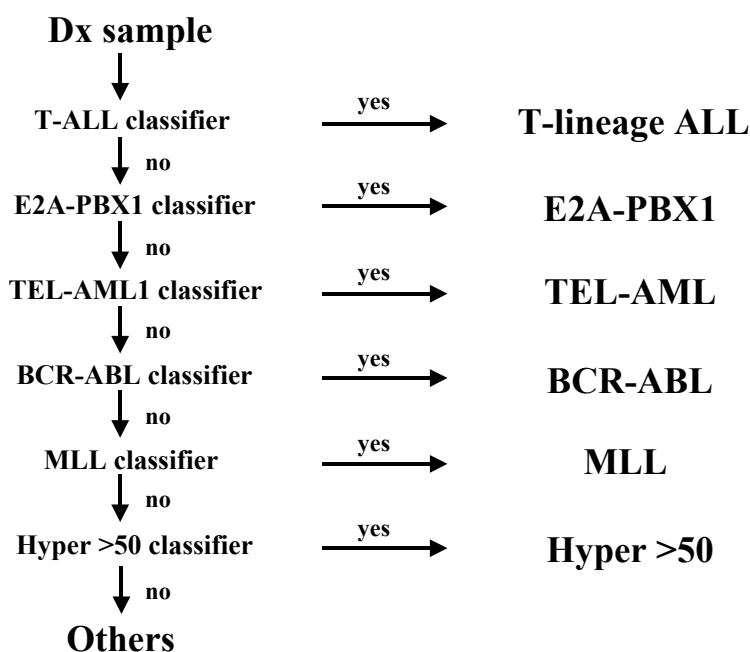 Dx sample
yes
T-ALL classifier
T-lineage ALL
no
yes
E2A-PBX1 classifier
E2A-PBX1
no
yes
TEL-AML1 classifier
TEL-AML
no
yes
BCR-ABL classifier
BCR-ABL
no
yes
MLL classifier
MLL
no
yes
Hyper >50 classifier
Hyper >50
no
Others